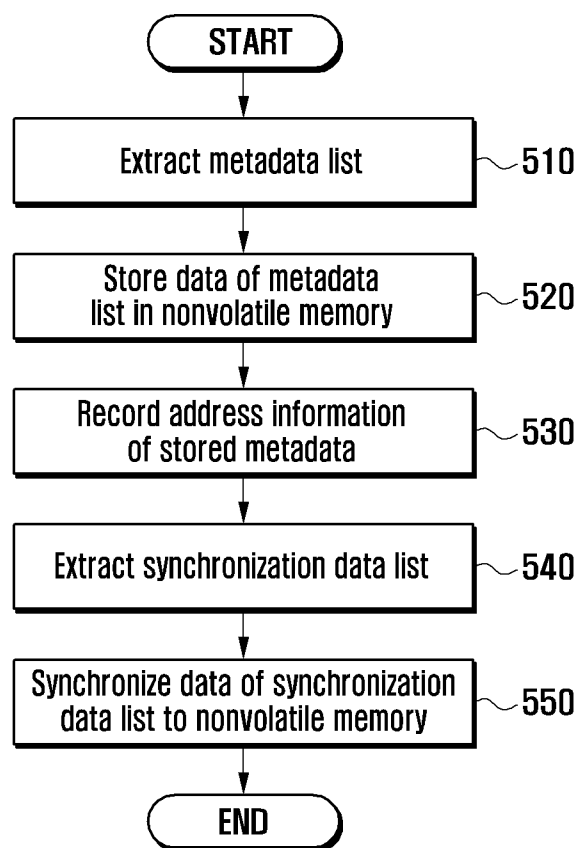 START
Extract metadata list
510
Store data of metadata
list in nonvolatile memory
520
Record address information
of stored metadata
530
Extract synchronization data list
540
Synchronize data of synchronization
data list to nonvolatile memory
550
END